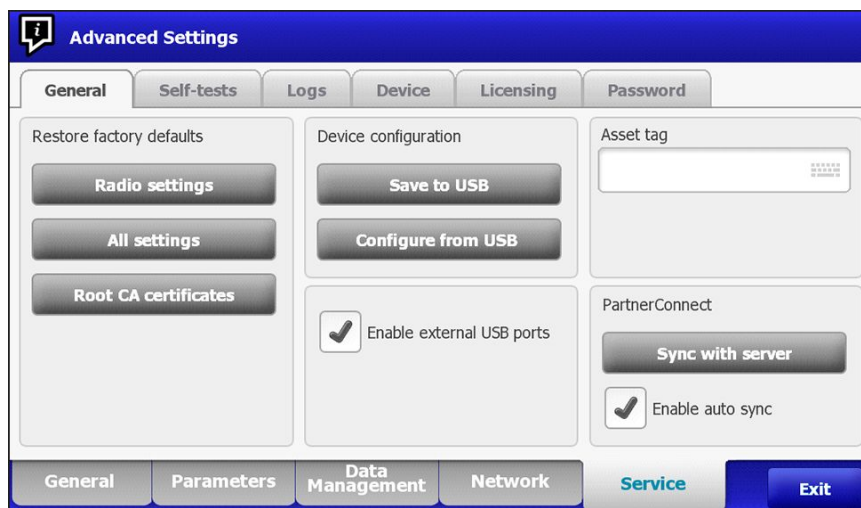 Advanced Settings
General
Self-tests
Logs
Device
Licensing
Password
Restore factory defaults
Radio settings
All settings
Root CA certificates
Device configuration
Save to USB
Configure from USB
Enable external USB ports
Asset tag
PartnerConnect
Sync with server
Enable auto sync
General
Parameters
Data
Management
Network
Service
Exit